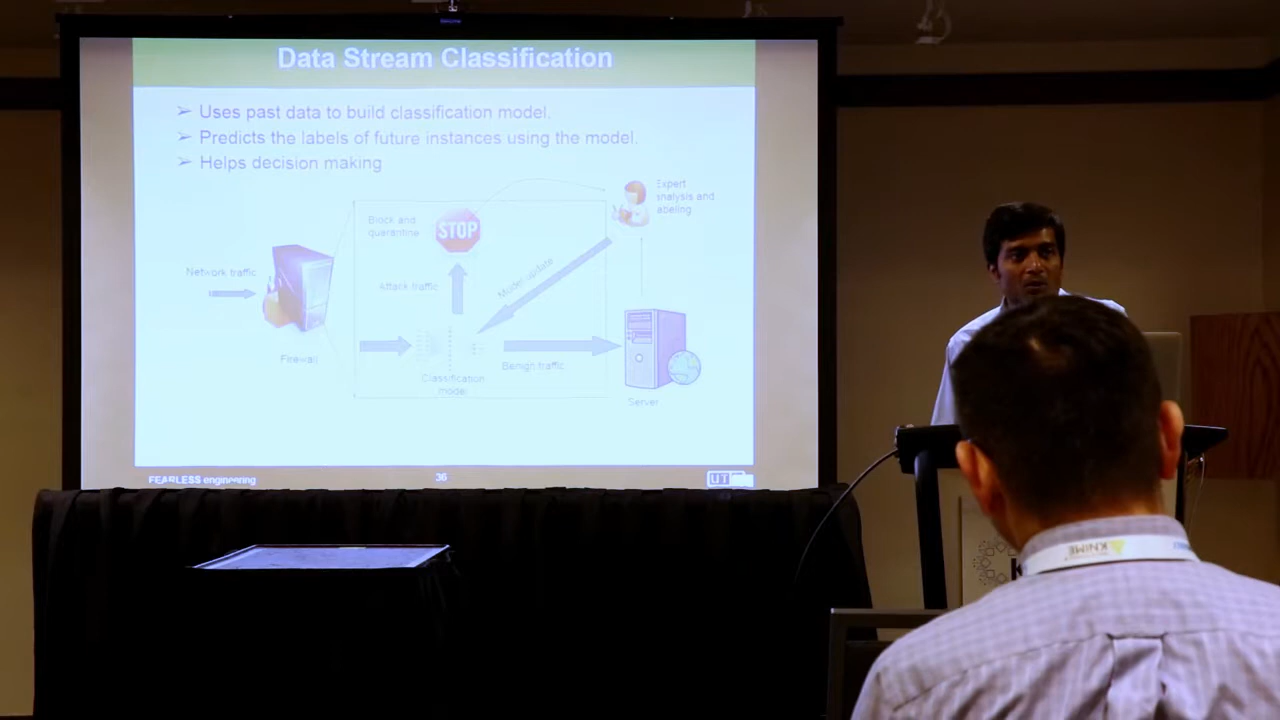 Data Stream Classification
Uses past data to build classification model.
Predicts the labels of future instances using the model.
Helps decision making
Expert
analysis and
labeling
Block and
quarantine
STOP
Network traffic
Attack traffic
Model update
Firewall
Classification
model
Benign traffic
Server
FEARLESS engineering
36
UT
KNIME